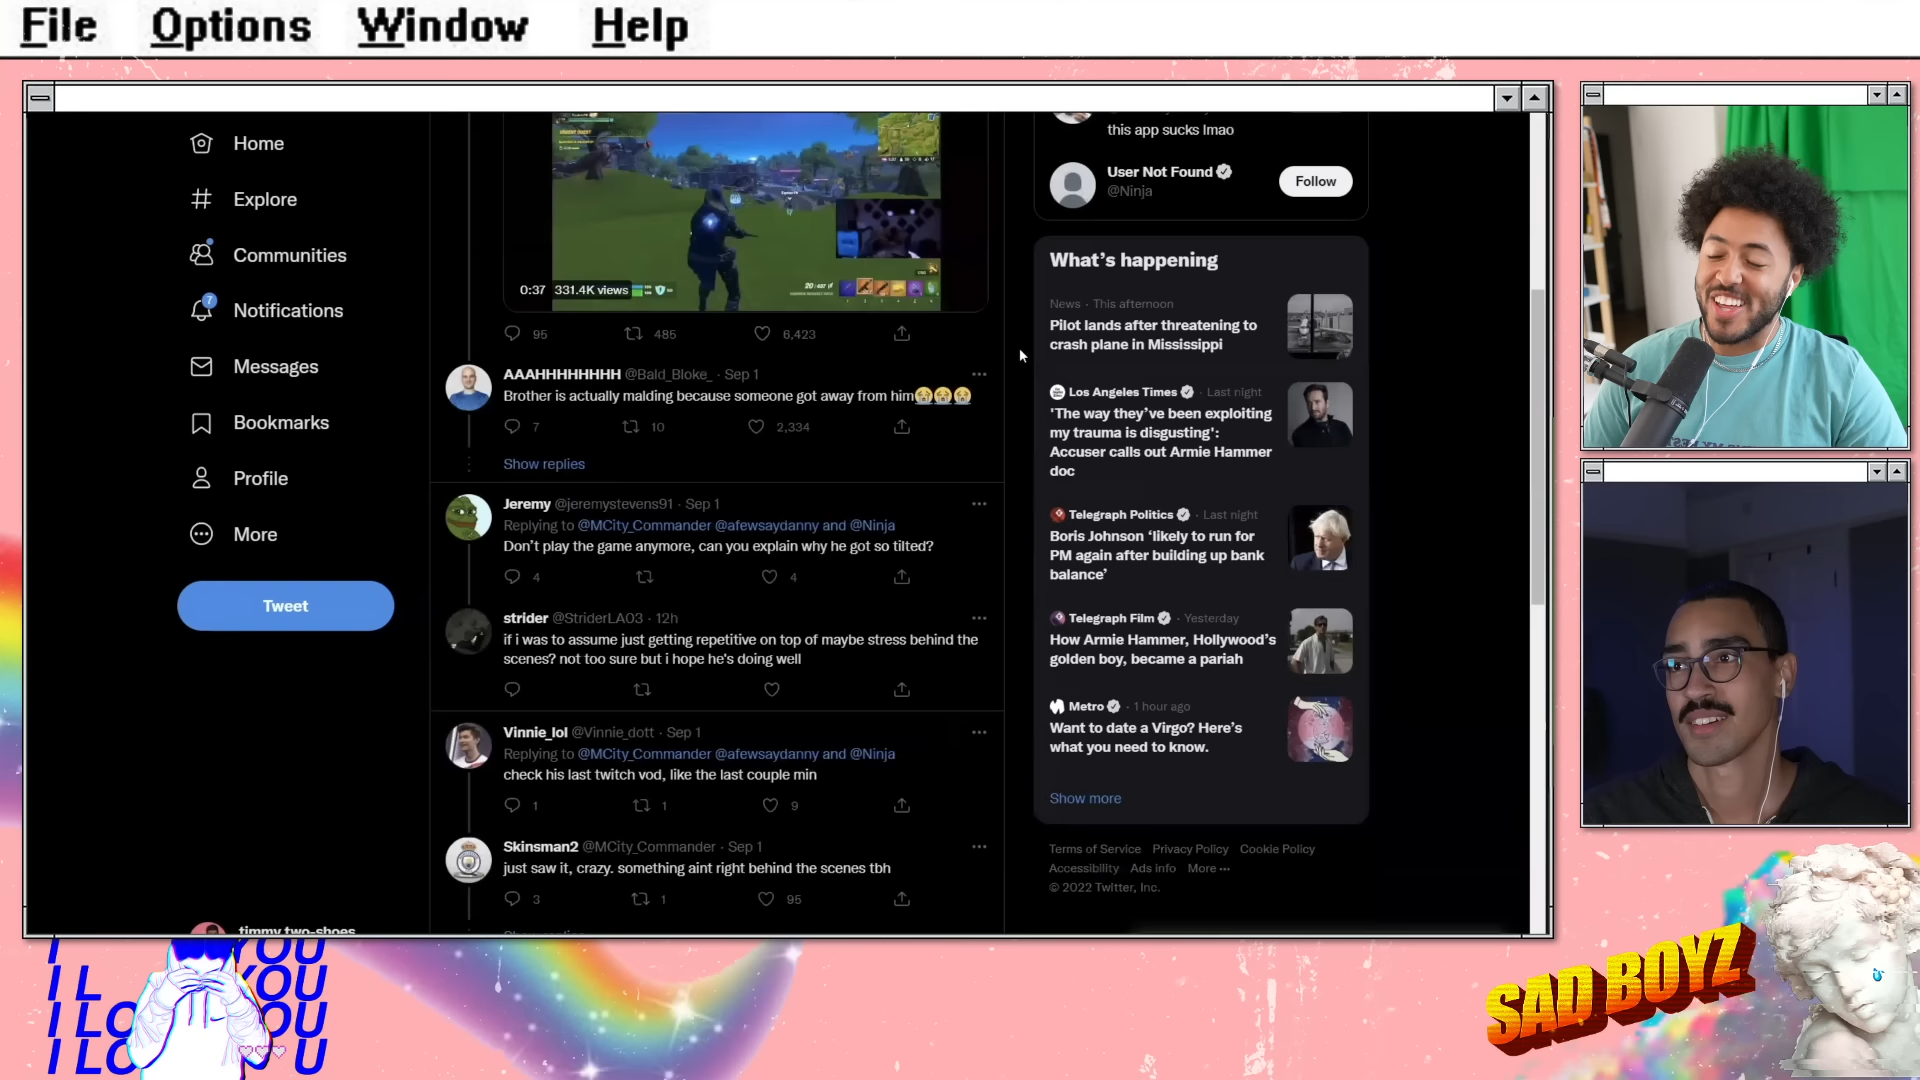 File Options Window Help
Home
Explore
Communities
7
Notifications
Messages
Bookmarks
Profile
More
Tweet
timmy two-shoes
0:37 331.4K views
95 485 6,423
AAAHHHHHHHH @Bald_Bloke_ · Sep 1
Brother is actually malding because someone got away from him😭😭😭
7 10 2,334
Show replies
Jeremy @jeremystevens91 · Sep 1
Replying to @MCity_Commander @afewsaydanny and @Ninja
Don't play the game anymore, can you explain why he got so tilted?
4 4
strider @StriderLA03 · 12h
if i was to assume just getting repetitive on top of maybe stress behind the
scenes? not too sure but i hope he's doing well
Vinnie_lol @Vinnie_dott · Sep 1
Replying to @MCity_Commander @afewsaydanny and @Ninja
check his last twitch vod, like the last couple min
1 1 9
Skinsman2 @MCity_Commander · Sep 1
just saw it, crazy. something aint right behind the scenes tbh
3 1 95
this app sucks lmao
User Not Found
@Ninja
Follow
What's happening
News · This afternoon
Pilot lands after threatening to
crash plane in Mississippi
Los Angeles Times · Last night
'The way they've been exploiting
my trauma is disgusting':
Accuser calls out Armie Hammer
doc
Telegraph Politics · Last night
Boris Johnson 'likely to run for
PM again after building up bank
balance'
Telegraph Film · Yesterday
How Armie Hammer, Hollywood's
golden boy, became a pariah
Metro · 1 hour ago
Want to date a Virgo? Here's
what you need to know.
Show more
Terms of Service Privacy Policy Cookie Policy
Accessibility Ads info More ···
© 2022 Twitter, Inc.
I YOU
I L YOU
I LO OU
I LO U
SAD BOYZ